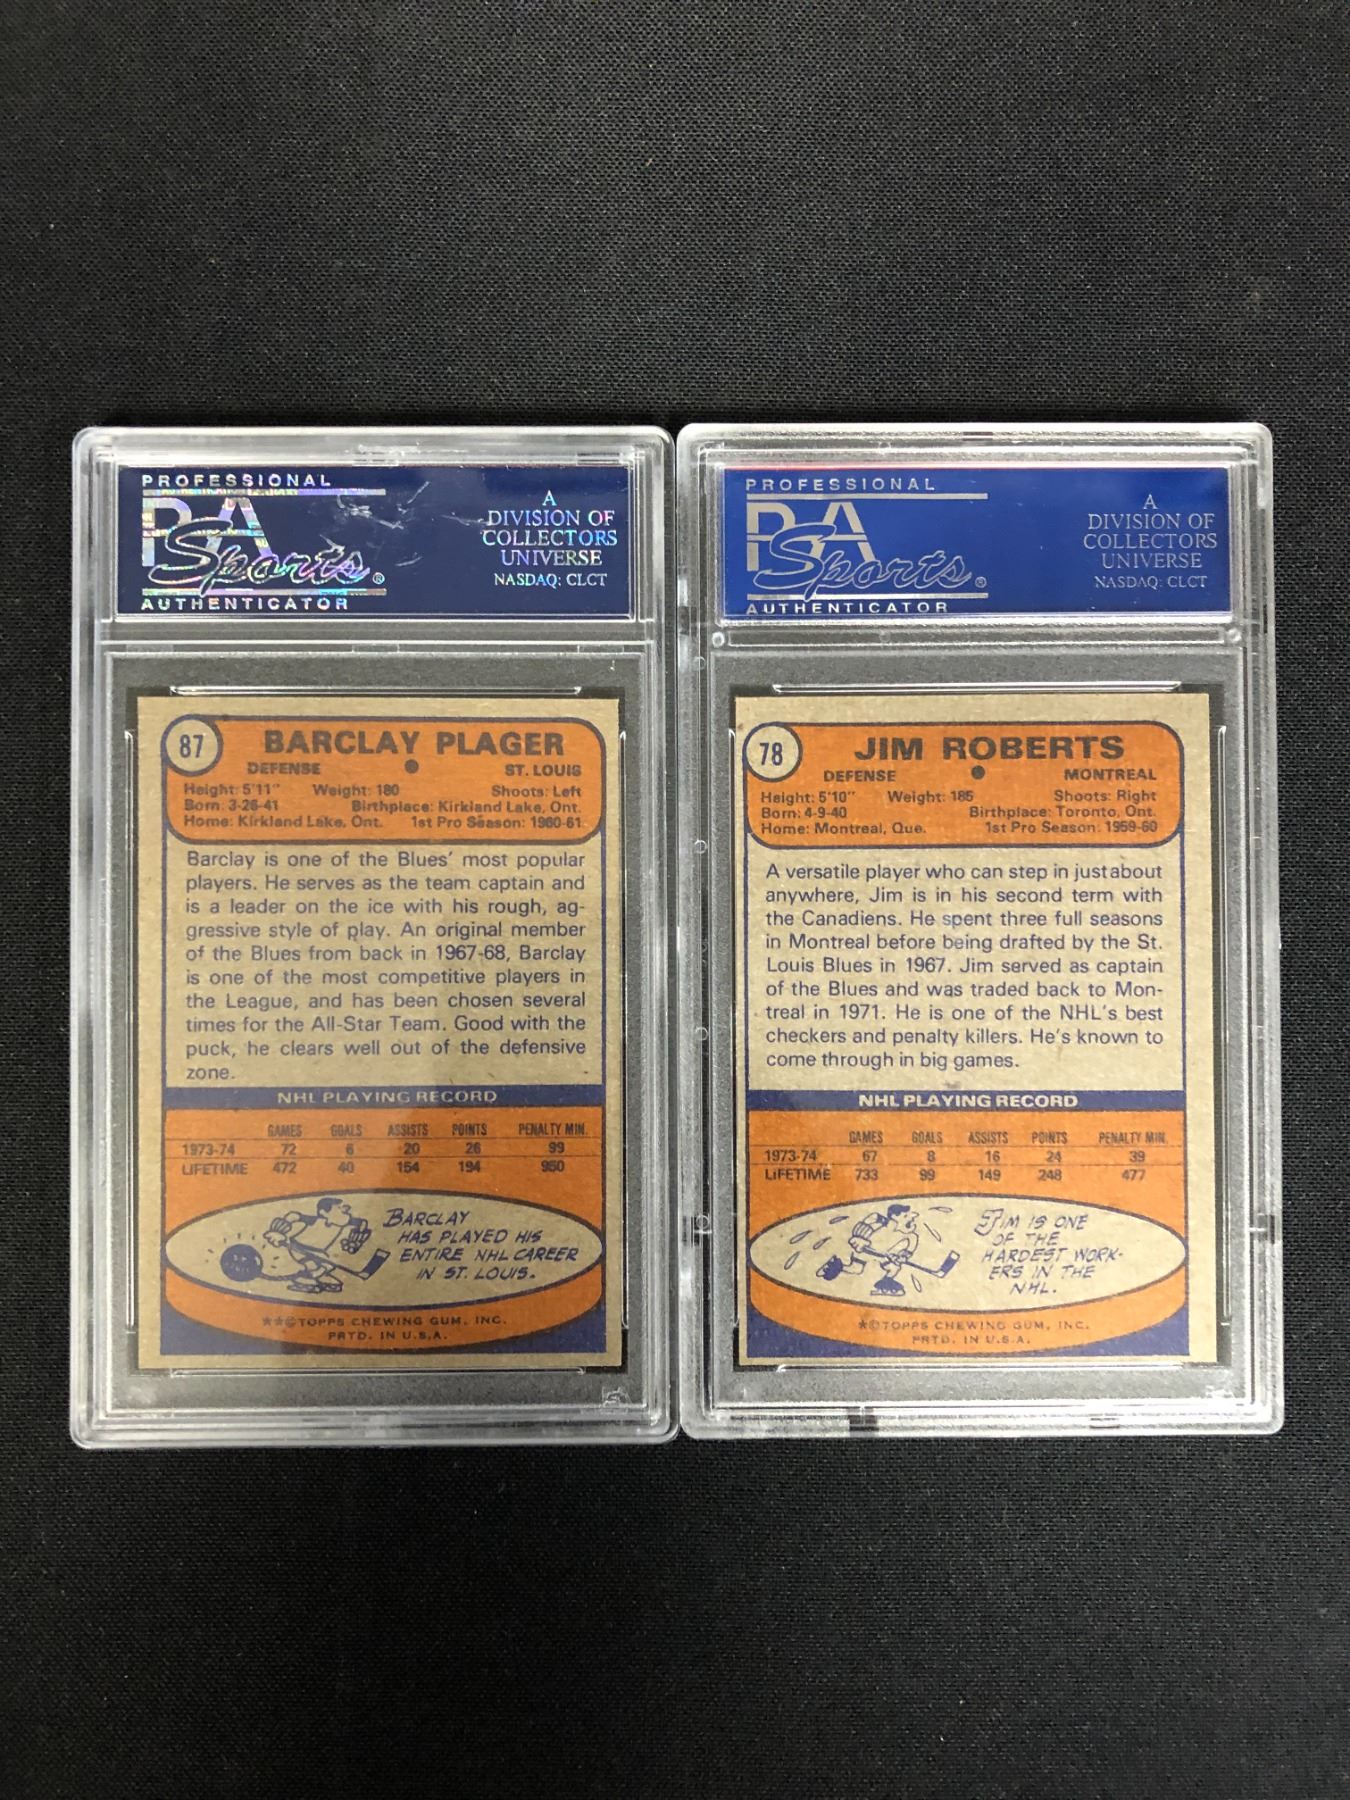 PROFESSIONAL
PSA
Sports®
AUTHENTICATOR
A
DIVISION OF
COLLECTORS
UNIVERSE
NASDAQ: CLCT
87
BARCLAY PLAGER
DEFENSE ST. LOUIS
Height: 5'11" Weight: 180 Shoots: Left
Born: 3-26-41 Birthplace: Kirkland Lake, Ont.
Home: Kirkland Lake, Ont. 1st Pro Season: 1960-61
Barclay is one of the Blues' most popular
players. He serves as the team captain and
is a leader on the ice with his rough, ag-
gressive style of play. An original member
of the Blues from back in 1967-68, Barclay
is one of the most competitive players in
the League, and has been chosen several
times for the All-Star Team. Good with the
puck, he clears well out of the defensive
zone.
NHL PLAYING RECORD
GAMES GOALS ASSISTS POINTS PENALTY MIN.
1973-74 72 6 20 26 99
LIFETIME 472 40 154 194 950
BARCLAY
HAS PLAYED HIS
ENTIRE NHL CAREER
IN ST. LOUIS.
**©TOPPS CHEWING GUM, INC.
PRTD. IN U.S.A.
PROFESSIONAL
PSA
Sports®
AUTHENTICATOR
A
DIVISION OF
COLLECTORS
UNIVERSE
NASDAQ: CLCT
78
JIM ROBERTS
DEFENSE MONTREAL
Height: 5'10" Weight: 185 Shoots: Right
Born: 4-9-40 Birthplace: Toronto, Ont.
Home: Montreal, Que. 1st Pro Season: 1959-60
A versatile player who can step in just about
anywhere, Jim is in his second term with
the Canadiens. He spent three full seasons
in Montreal before being drafted by the St.
Louis Blues in 1967. Jim served as captain
of the Blues and was traded back to Mon-
treal in 1971. He is one of the NHL's best
checkers and penalty killers. He's known to
come through in big games.
NHL PLAYING RECORD
GAMES GOALS ASSISTS POINTS PENALTY MIN.
1973-74 67 8 16 24 39
LIFETIME 733 99 149 248 477
JIM IS ONE
OF THE
HARDEST WORK-
ERS IN THE
NHL.
*©TOPPS CHEWING GUM, INC.
PRTD. IN U.S.A.